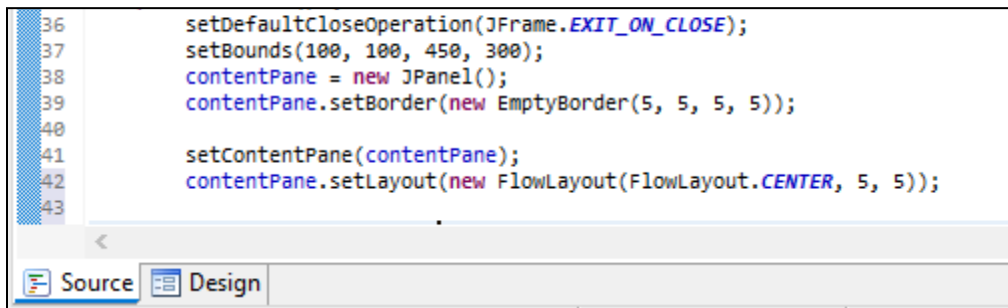 36 setDefaultCloseOperation(JFrame.EXIT_ON_CLOSE);
37 setBounds(100, 100, 450, 300);
38 contentPane = new JPanel();
39 contentPane.setBorder(new EmptyBorder(5, 5, 5, 5));
40
41 setContentPane(contentPane);
42 contentPane.setLayout(new FlowLayout(FlowLayout.CENTER, 5, 5));
43
Source Design